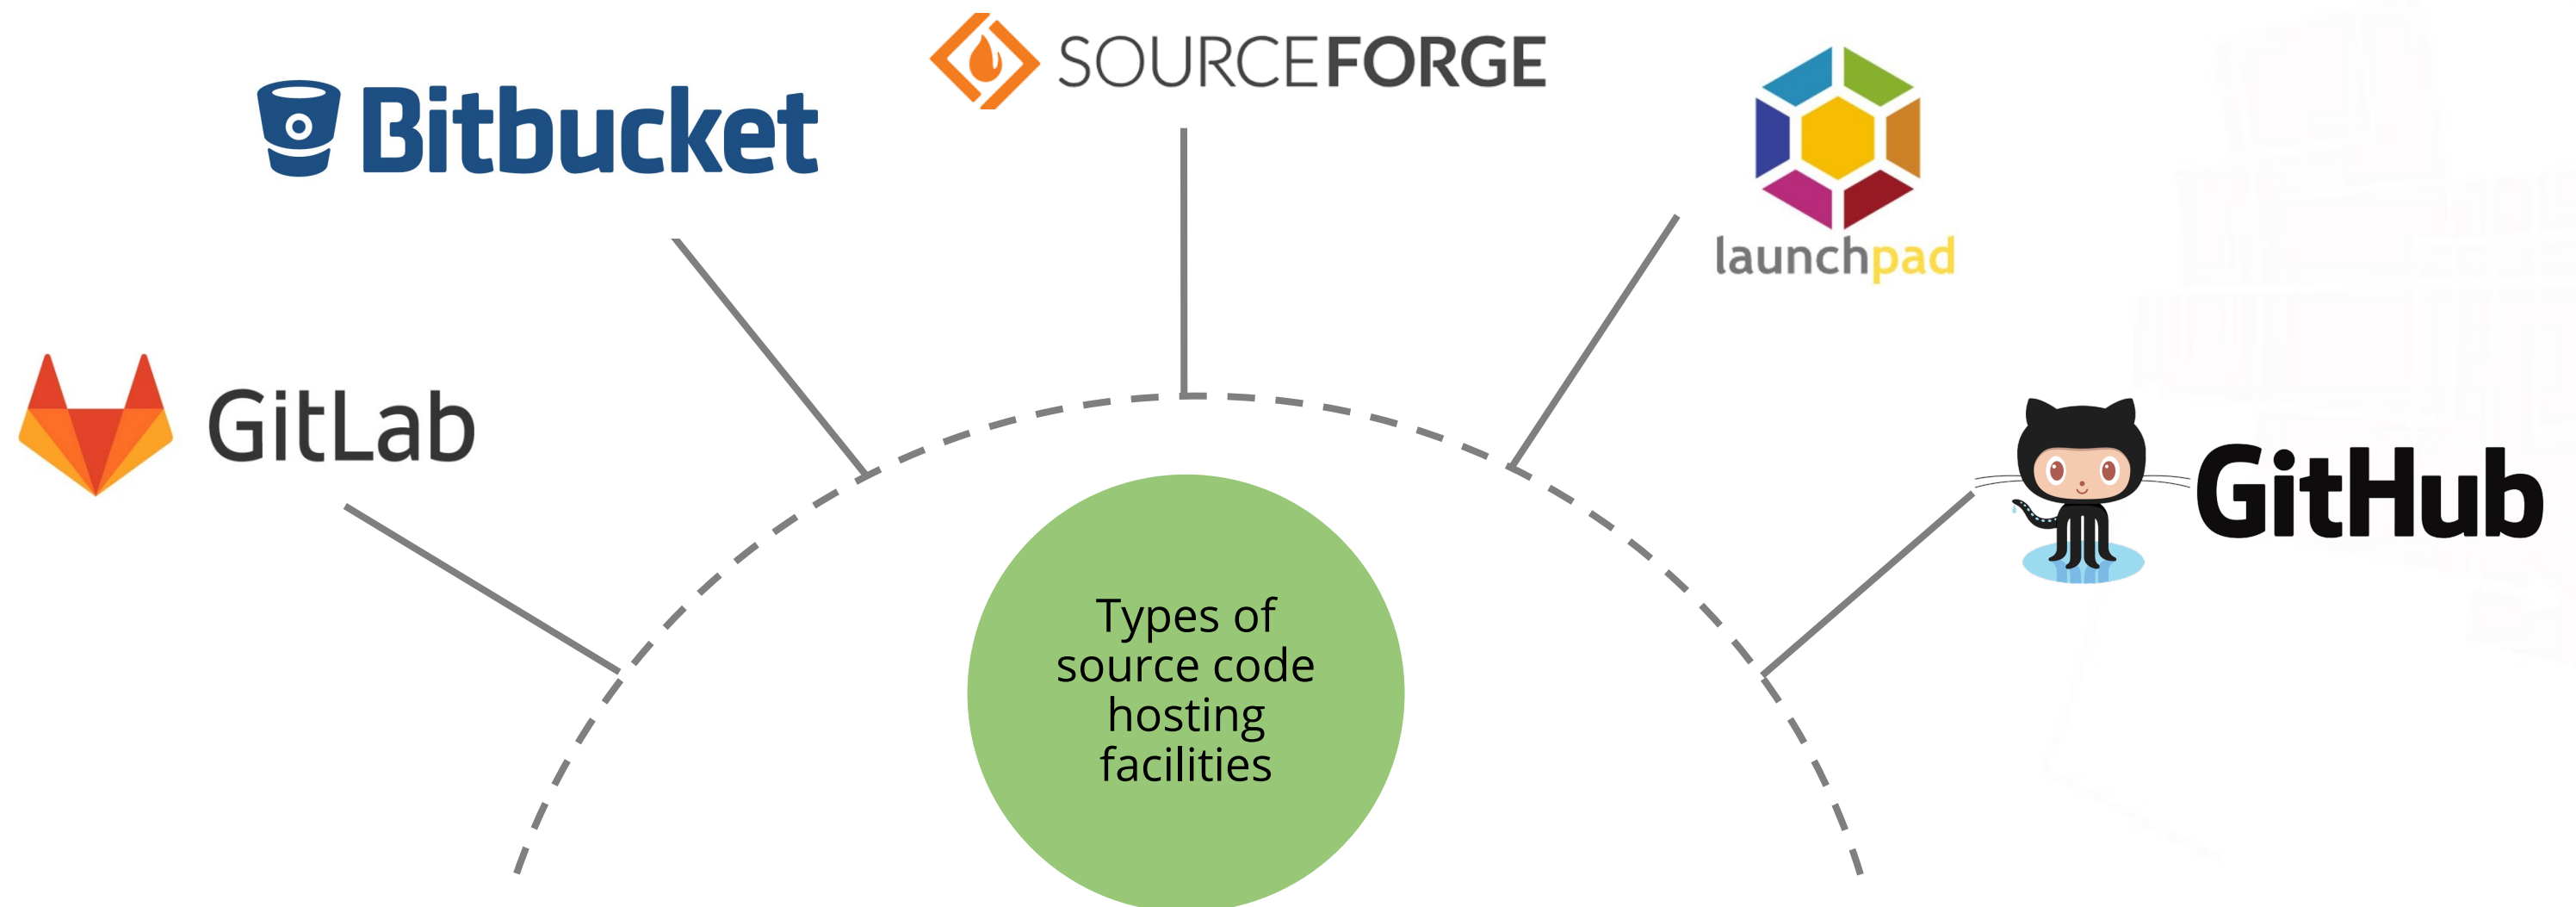 SOURCEFORGE
Bitbucket
launchpad
GitLab
GitHub
Types of
source code
hosting
facilities